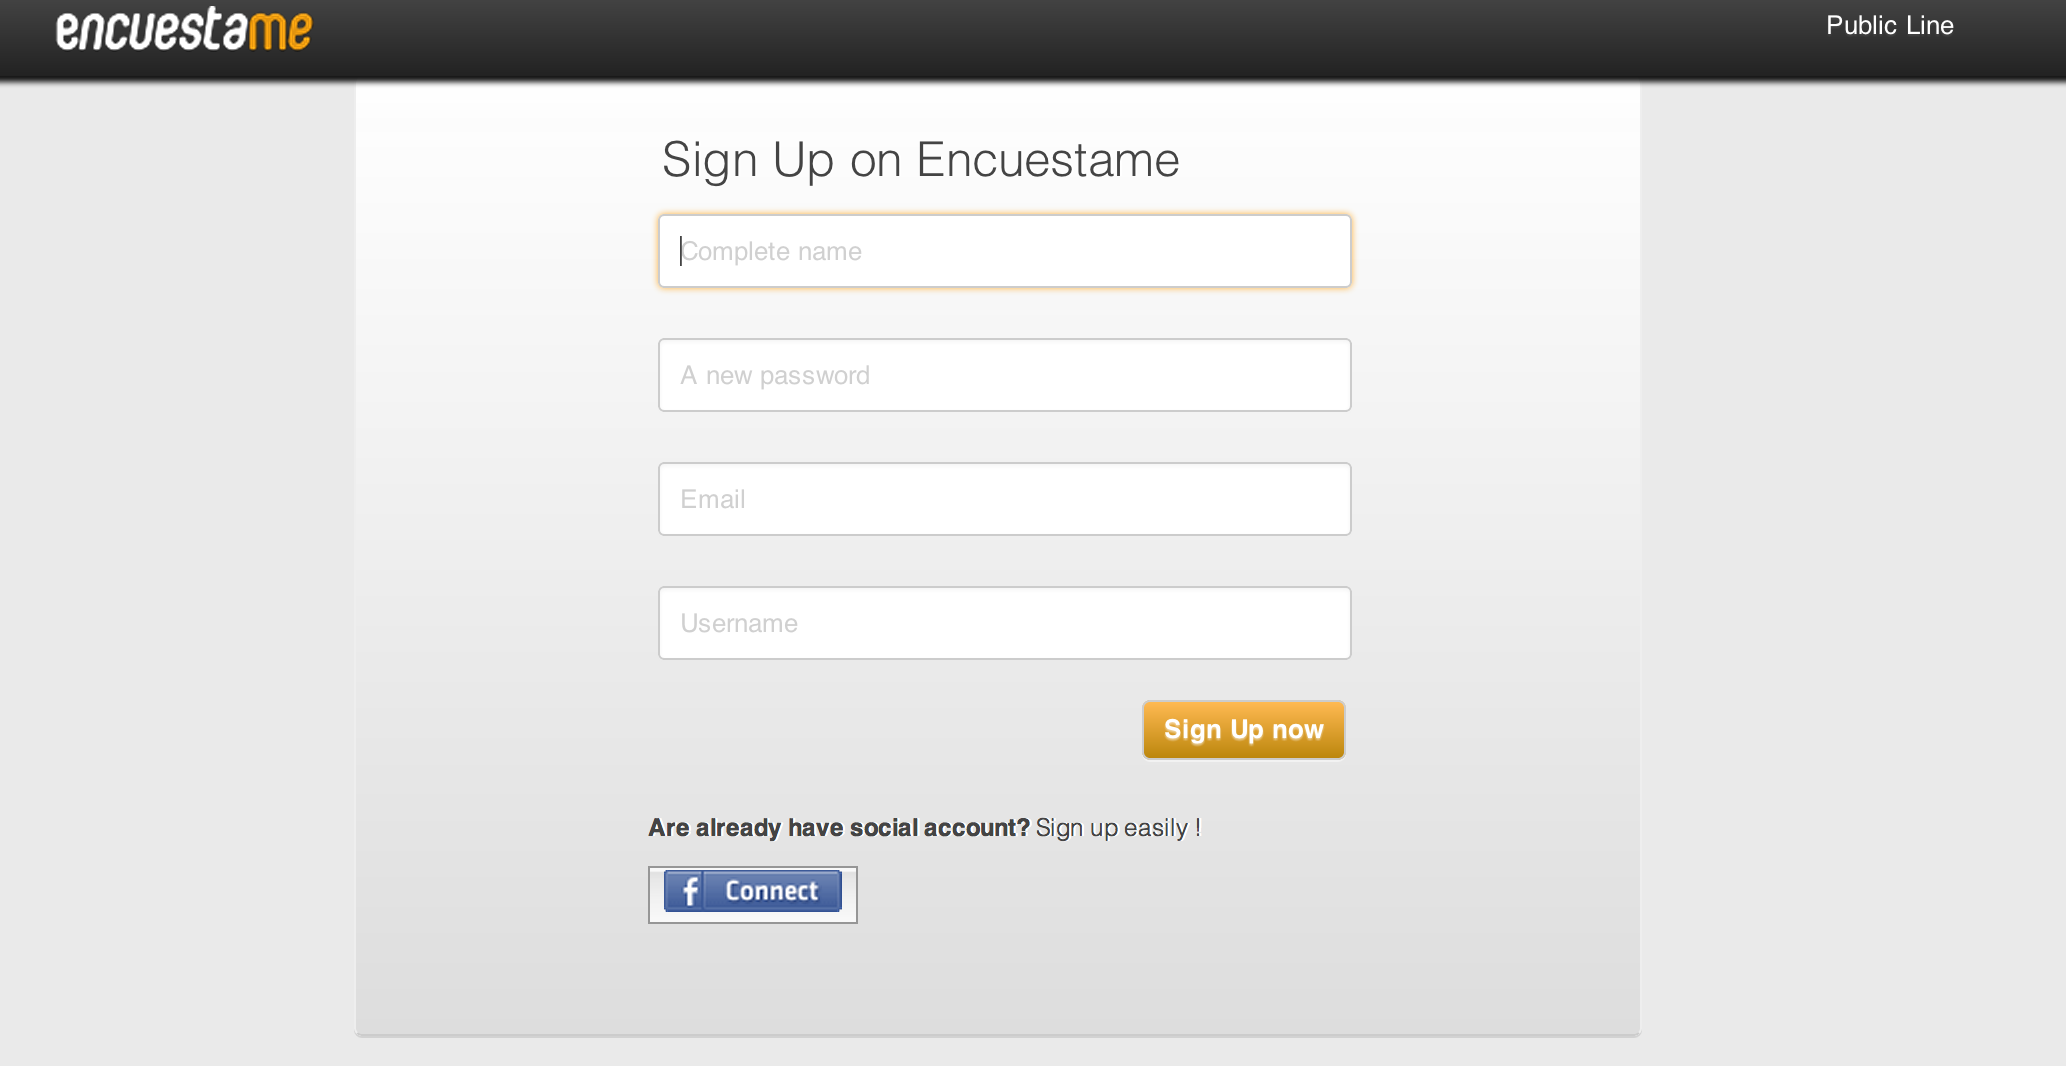 encuestame
Public Line
Sign Up on Encuestame
Complete name
A new password
Email
Username
Sign Up now
Are already have social account? Sign up easily !
f Connect